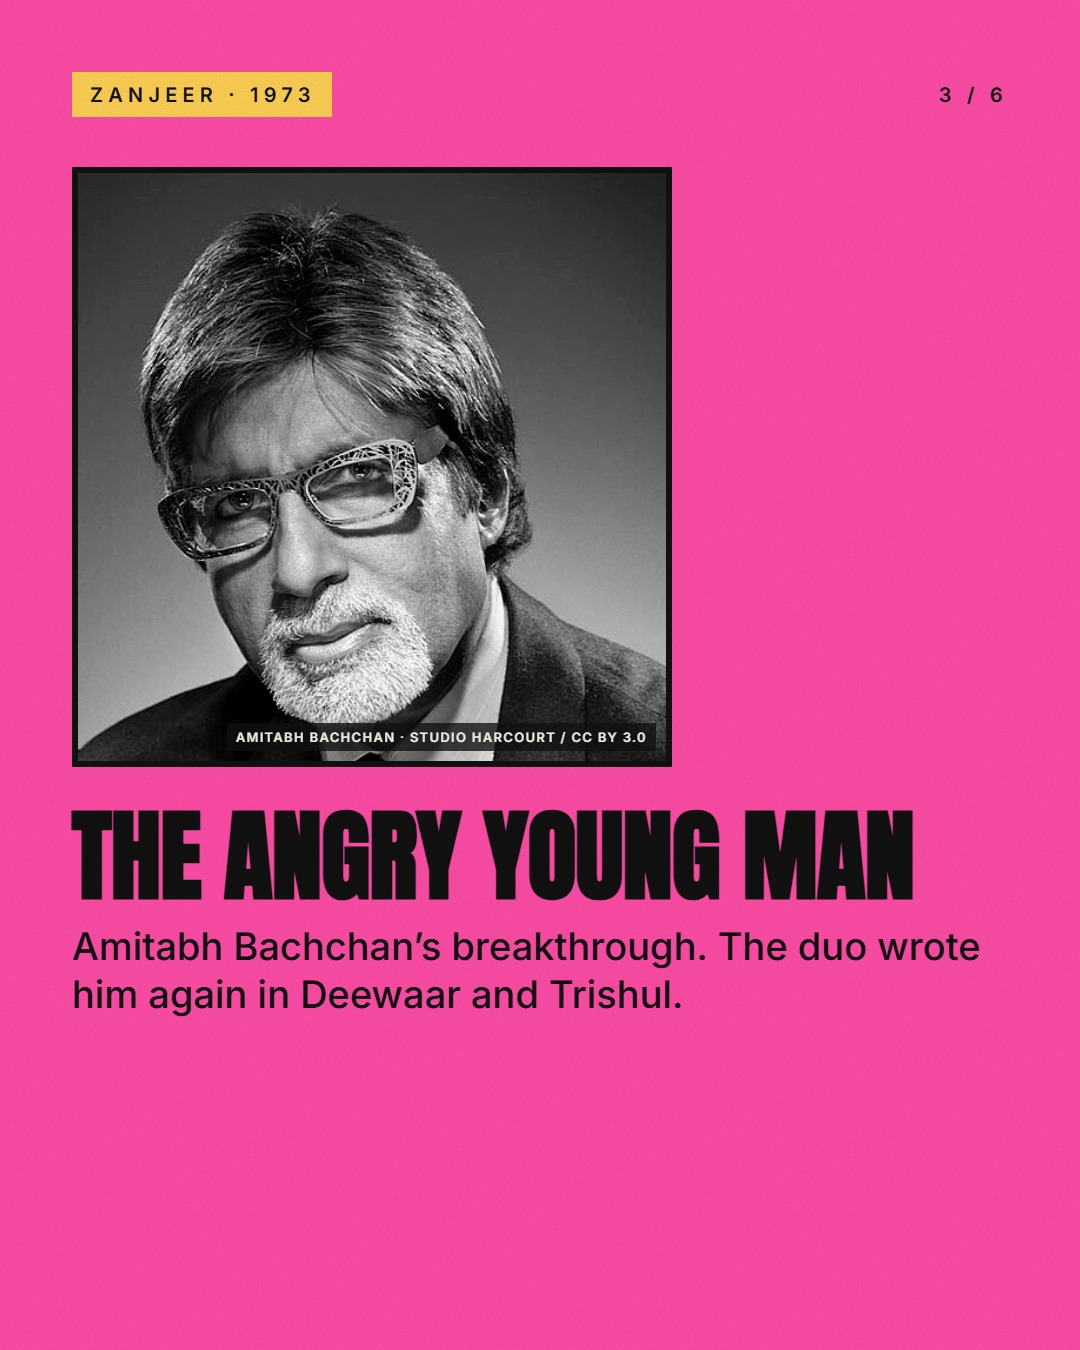 ZANJEER · 1973
3 / 6
AMITABH BACHCHAN · STUDIO HARCOURT / CC BY 3.0
THE ANGRY YOUNG MAN
Amitabh Bachchan’s breakthrough. The duo wrote
him again in Deewaar and Trishul.